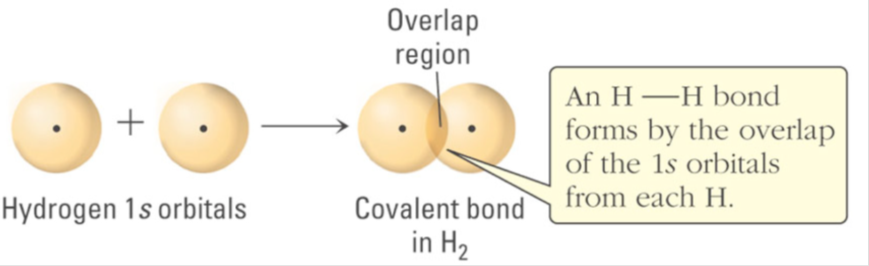 Overlap
region
+
Hydrogen 1s orbitals
Covalent bond
in H₂
An H—H bond
forms by the overlap
of the 1s orbitals
from each H.